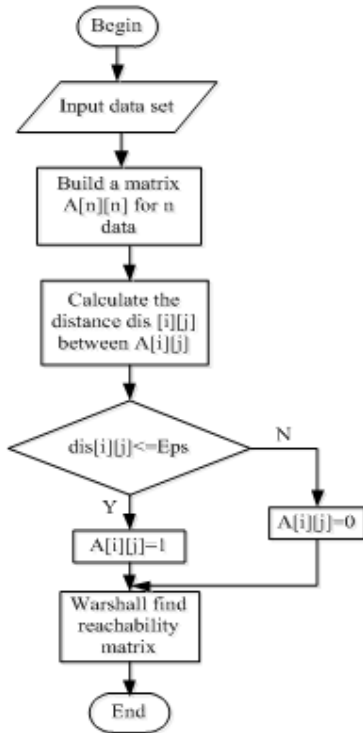 Begin
Input data set
Build a matrix
A[n][n] for n
data
Calculate the
distance dis [i][j]
between A[i][j]
dis[i][j]<=Eps
N
Y
A[i][j]=0
A[i][j]=1
Warshall find
reachability
matrix
End